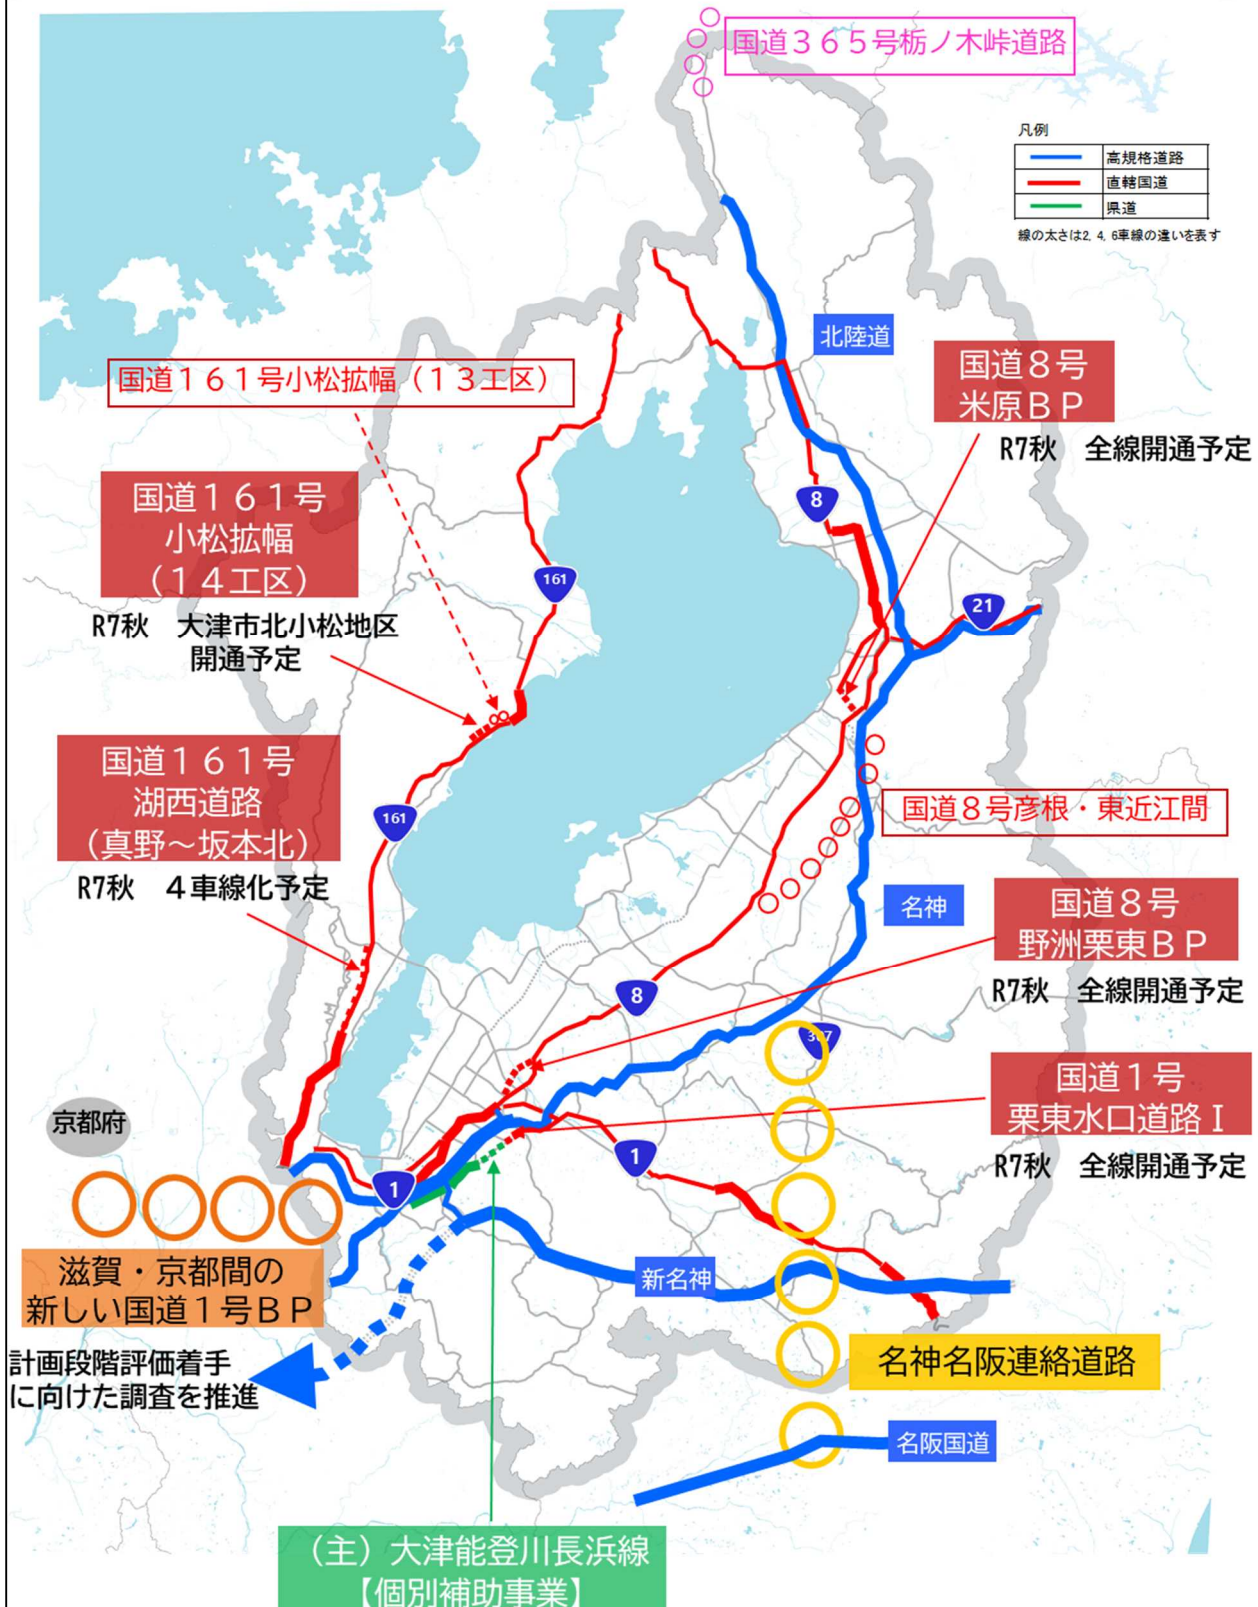 国道３６５号栃ノ木峠道路
凡例
高規格道路
直轄国道
県道
線の太さは2, 4, 6車線の違いを表す
北陸道
国道８号
米原ＢＰ
R7秋　全線開通予定
国道１６１号小松拡幅（１３工区）
国道１６１号
小松拡幅
（１４工区）
R7秋　大津市北小松地区
開通予定
8
161
21
国道１６１号
湖西道路
（真野～坂本北）
R7秋　４車線化予定
161
国道８号彦根・東近江間
名神
国道８号
野洲栗東ＢＰ
R7秋　全線開通予定
8
307
国道１号
栗東水口道路Ⅰ
R7秋　全線開通予定
京都府
1
1
滋賀・京都間の
新しい国道１号ＢＰ
新名神
計画段階評価着手
に向けた調査を推進
名神名阪連絡道路
名阪国道
（主）大津能登川長浜線
【個別補助事業】